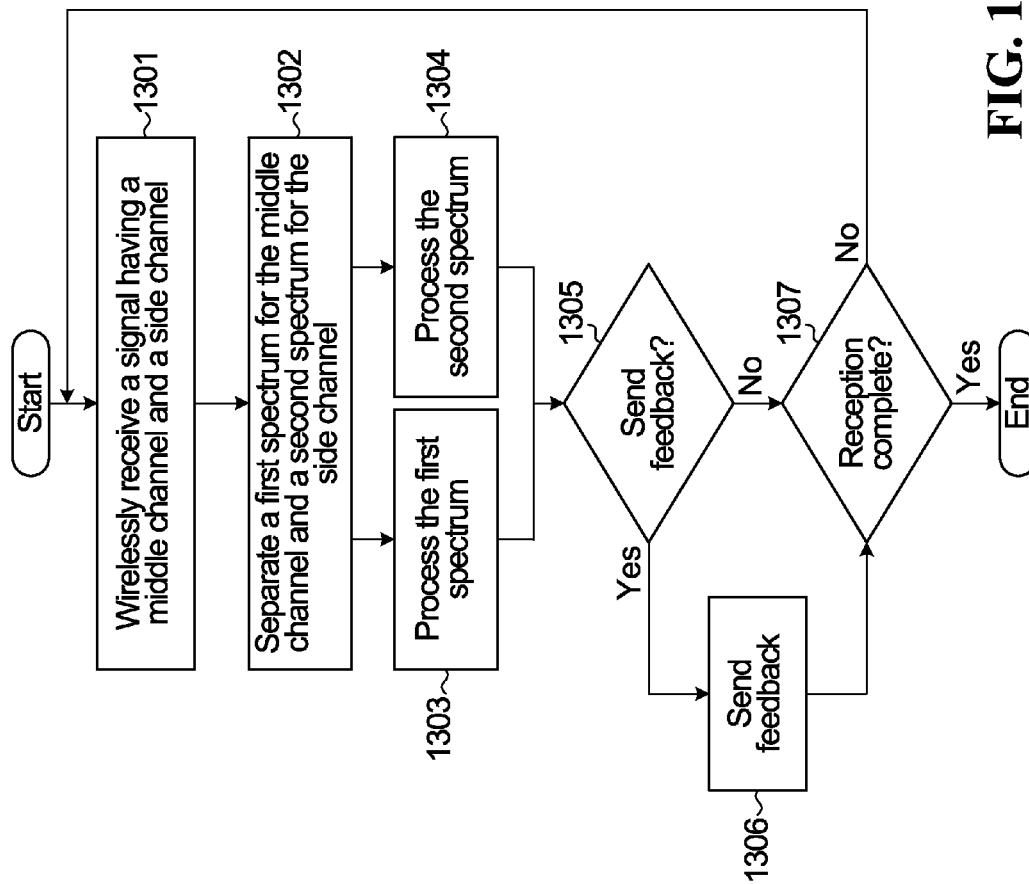 Start
Wirelessly receive a signal having a
middle channel and a side channel
1301
Separate a first spectrum for the middle
channel and a second spectrum for the
side channel
1302
Process the first
spectrum
1303
Process the
second spectrum
1304
Send
feedback?
1305
Yes
No
Send
feedback
1306
Reception
complete?
1307
No
Yes
End
FIG. 1